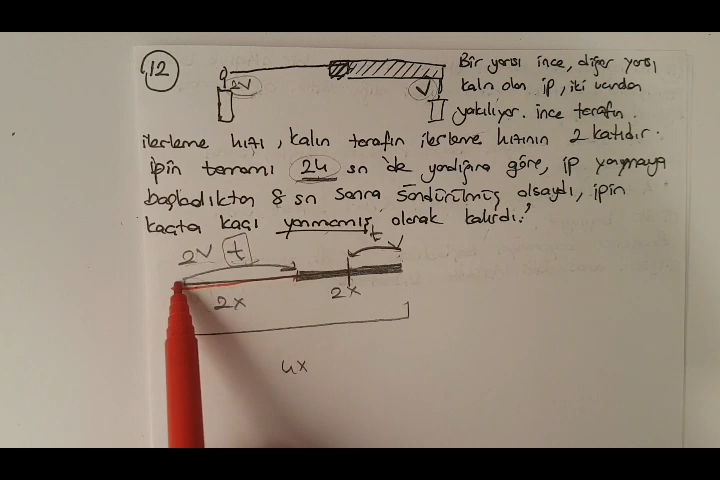 12
2V
V
Bir yarısı ince, diğer yarısı
kalın olan ip, iki ucundan
yakılıyor. ince tarafın
ilerleme hızı, kalın tarafın ilerleme hızının 2 katıdır.
ipin tamamı 24 sn 'de yandığına göre, ip yanmaya
başladıktan 8 sn sonra söndürülmüş olsaydı, ipin
kaçta kaçı yanmamış olarak kalırdı?
2V t
t V
2x
2x
4x